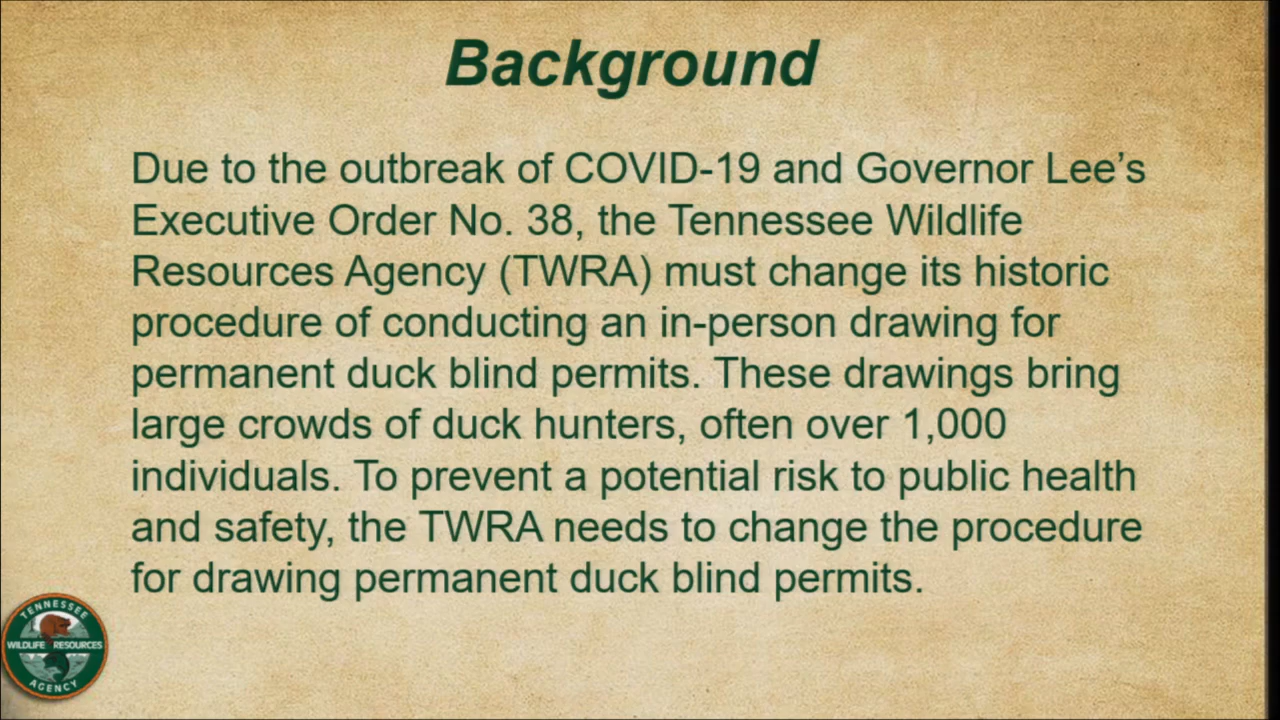 Background
Due to the outbreak of COVID-19 and Governor Lee’s
Executive Order No. 38, the Tennessee Wildlife
Resources Agency (TWRA) must change its historic
procedure of conducting an in-person drawing for
permanent duck blind permits. These drawings bring
large crowds of duck hunters, often over 1,000
individuals. To prevent a potential risk to public health
and safety, the TWRA needs to change the procedure
for drawing permanent duck blind permits.
TENNESSEE
WILDLIFE RESOURCES
AGENCY